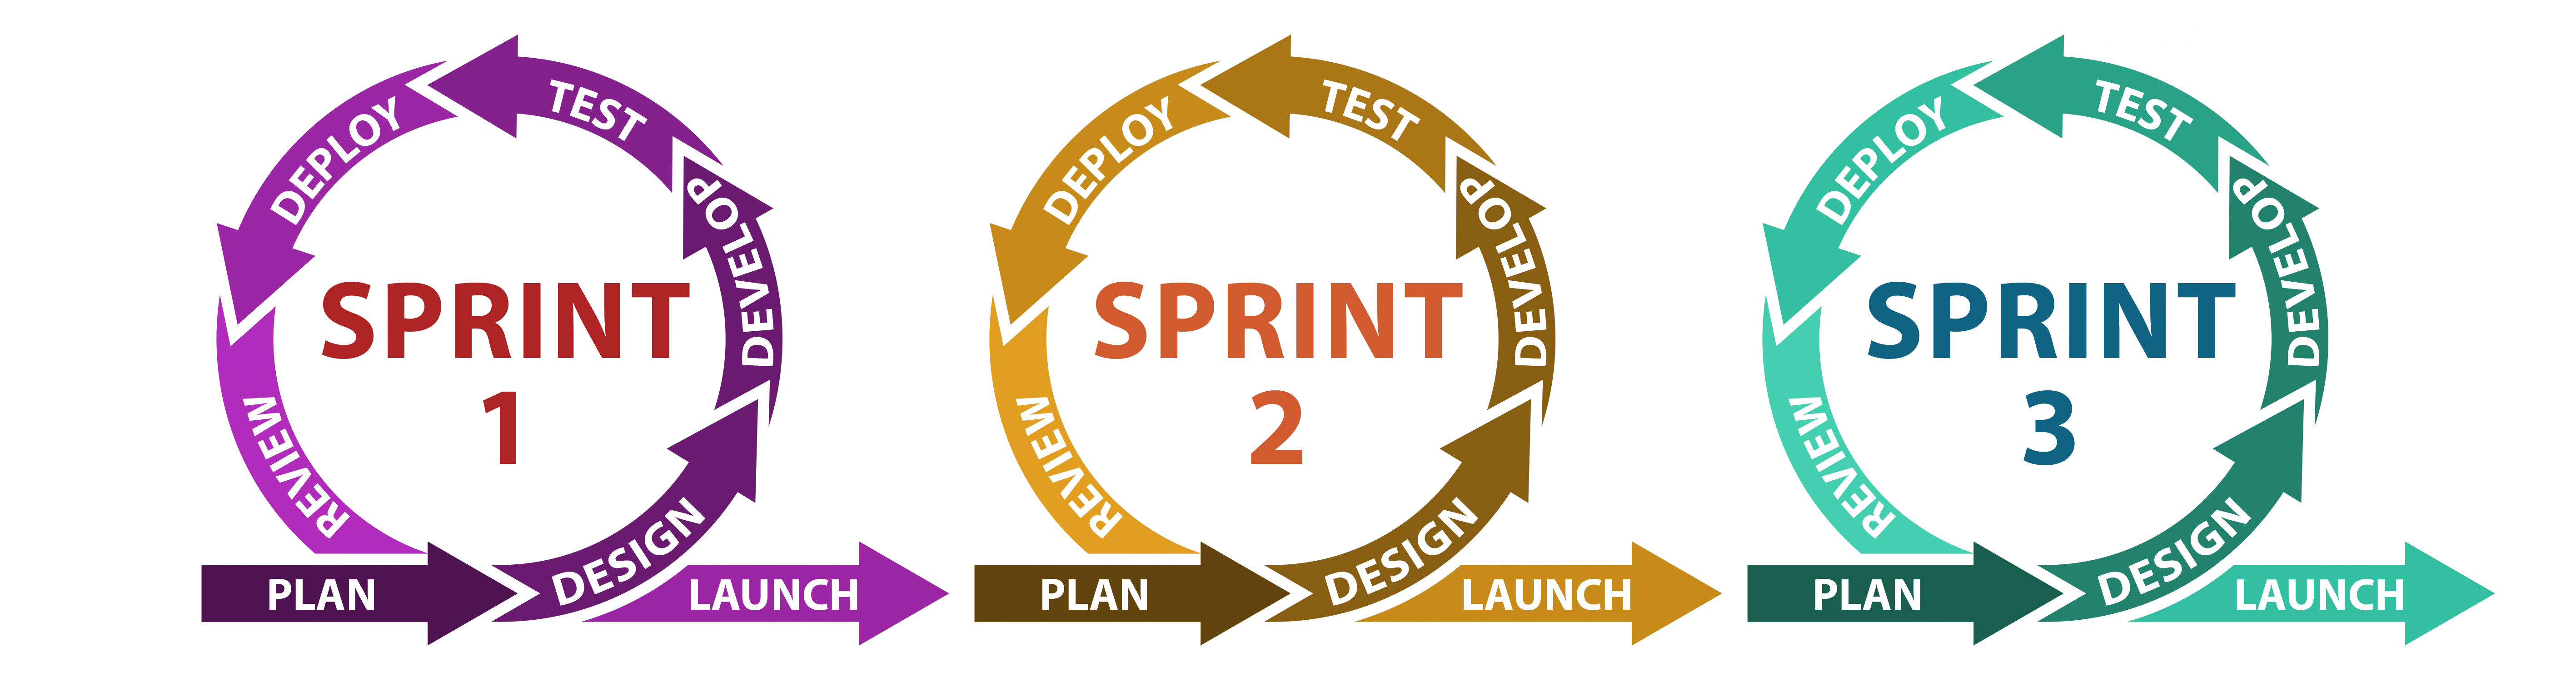 SPRINT
1
PLAN
DESIGN
DEVELOP
TEST
DEPLOY
REVIEW
LAUNCH
SPRINT
2
PLAN
DESIGN
DEVELOP
TEST
DEPLOY
REVIEW
LAUNCH
SPRINT
3
PLAN
DESIGN
DEVELOP
TEST
DEPLOY
REVIEW
LAUNCH